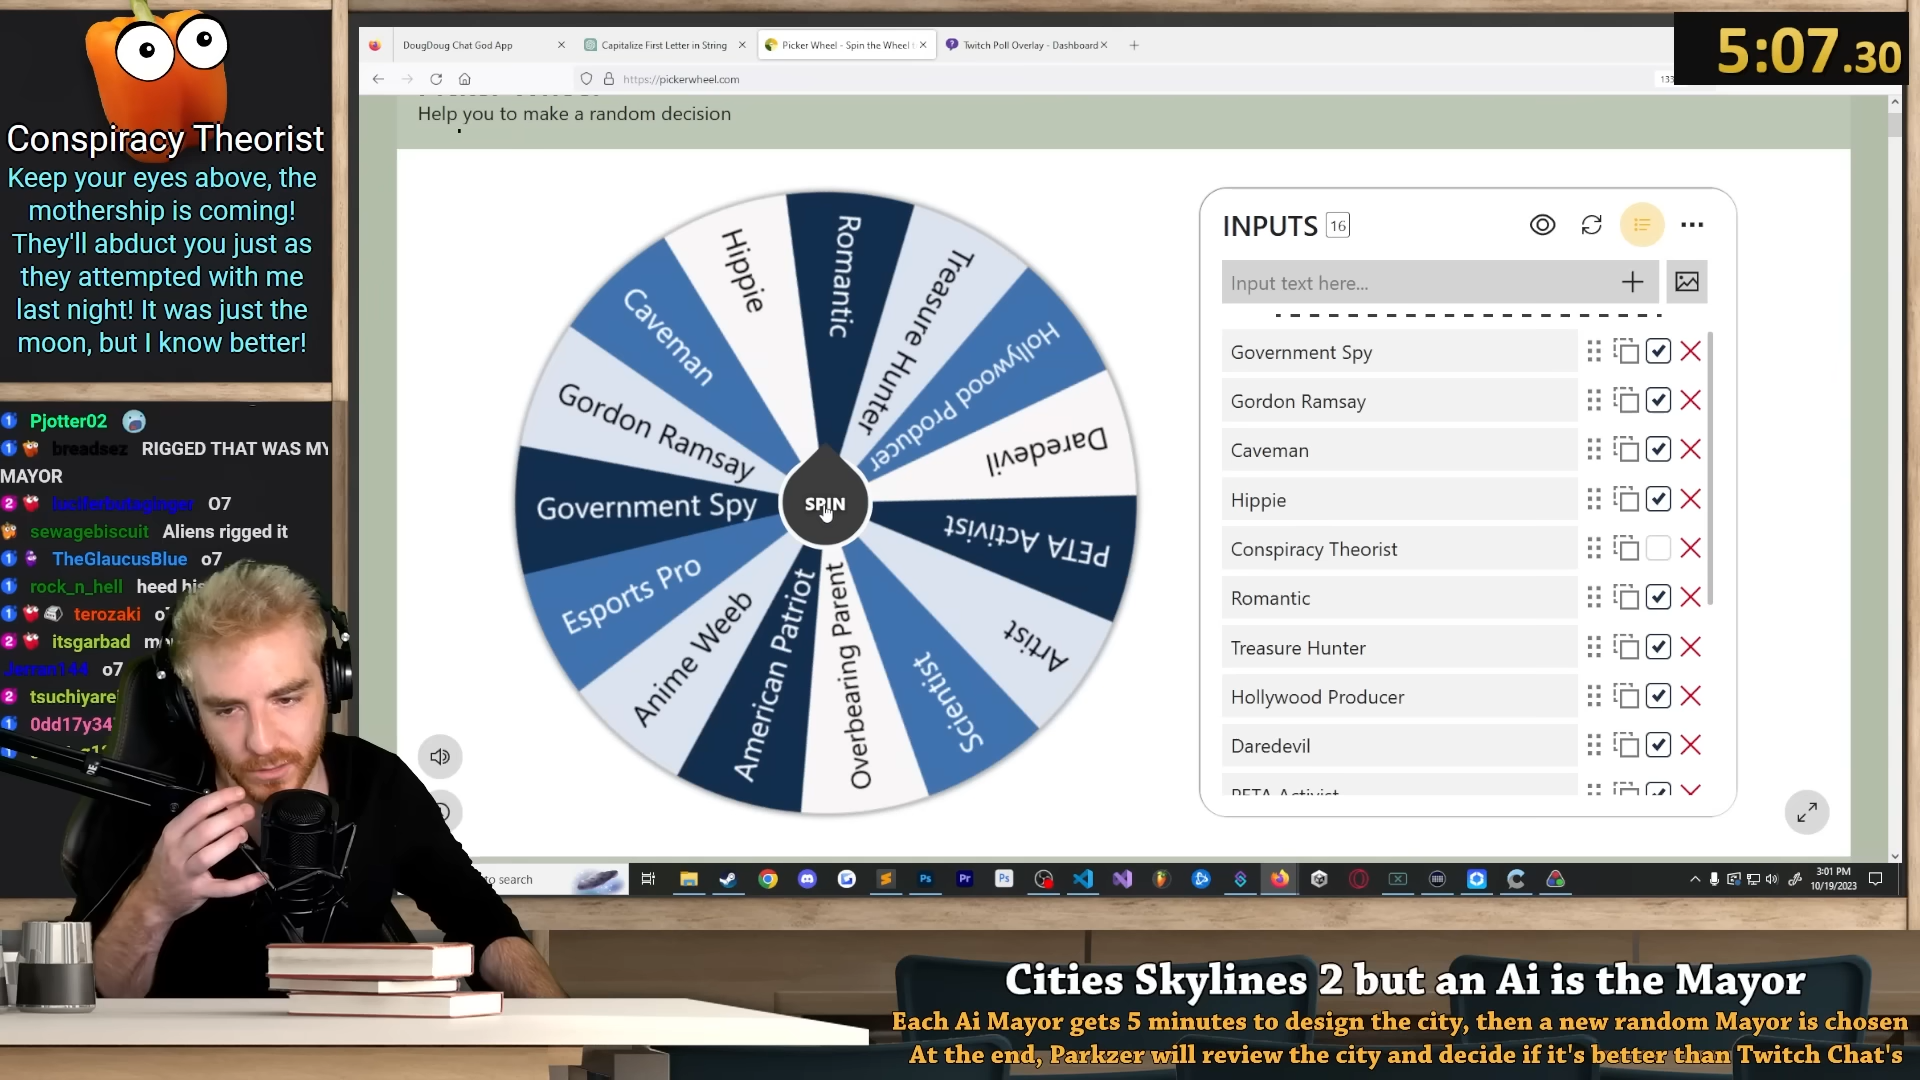 Conspiracy Theorist
Keep your eyes above, the
mothership is coming!
They'll abduct you just as
they attempted with me
last night! It was just the
moon, but I know better!
Pjotter02
breadsez RIGGED THAT WAS MY
MAYOR
luciferbutaginger O7
sewagebiscuit Aliens rigged it
TheGlaucusBlue o7
rock_n_hell heed his
terozaki
itsgarbad
Jarran144 o7
tsuchiyare
0dd17y34
DougDoug Chat God App
Capitalize First Letter in String
Picker Wheel - Spin the Wheel
Twitch Poll Overlay - Dashboard
https://pickerwheel.com
133
5:07.30
Help you to make a random decision
Romantic
Treasure Hunter
Hollywood Producer
Daredevil
PETA Activist
Artist
Scientist
Overbearing Parent
American Patriot
Anime Weeb
Esports Pro
Government Spy
Gordon Ramsay
Caveman
Hippie
SPIN
INPUTS 16
Input text here...
Government Spy
Gordon Ramsay
Caveman
Hippie
Conspiracy Theorist
Romantic
Treasure Hunter
Hollywood Producer
Daredevil
PETA Activist
to search
3:01 PM
10/19/2023
Cities Skylines 2 but an Ai is the Mayor
Each Ai Mayor gets 5 minutes to design the city, then a new random Mayor is chosen
At the end, Parkzer will review the city and decide if it's better than Twitch Chat's